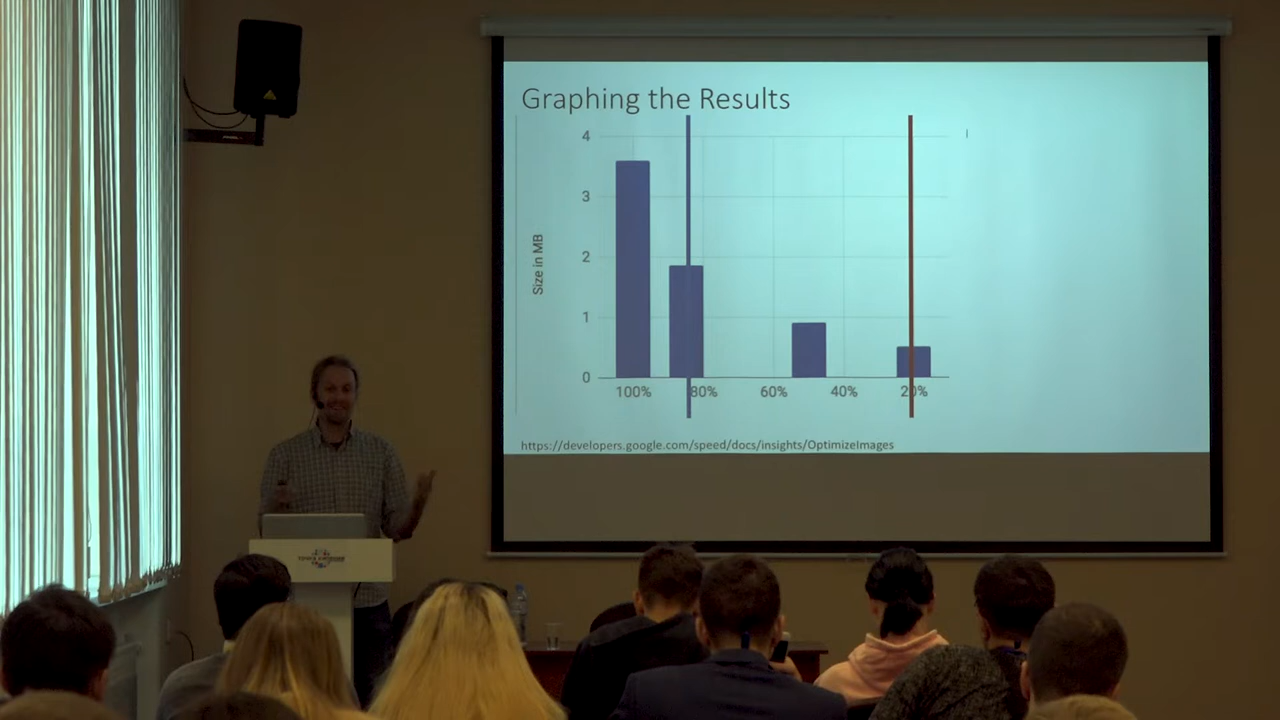 Graphing the Results
4
3
2
1
0
Size in MB
100% 80% 60% 40% 20%
https://developers.google.com/speed/docs/insights/OptimizeImages